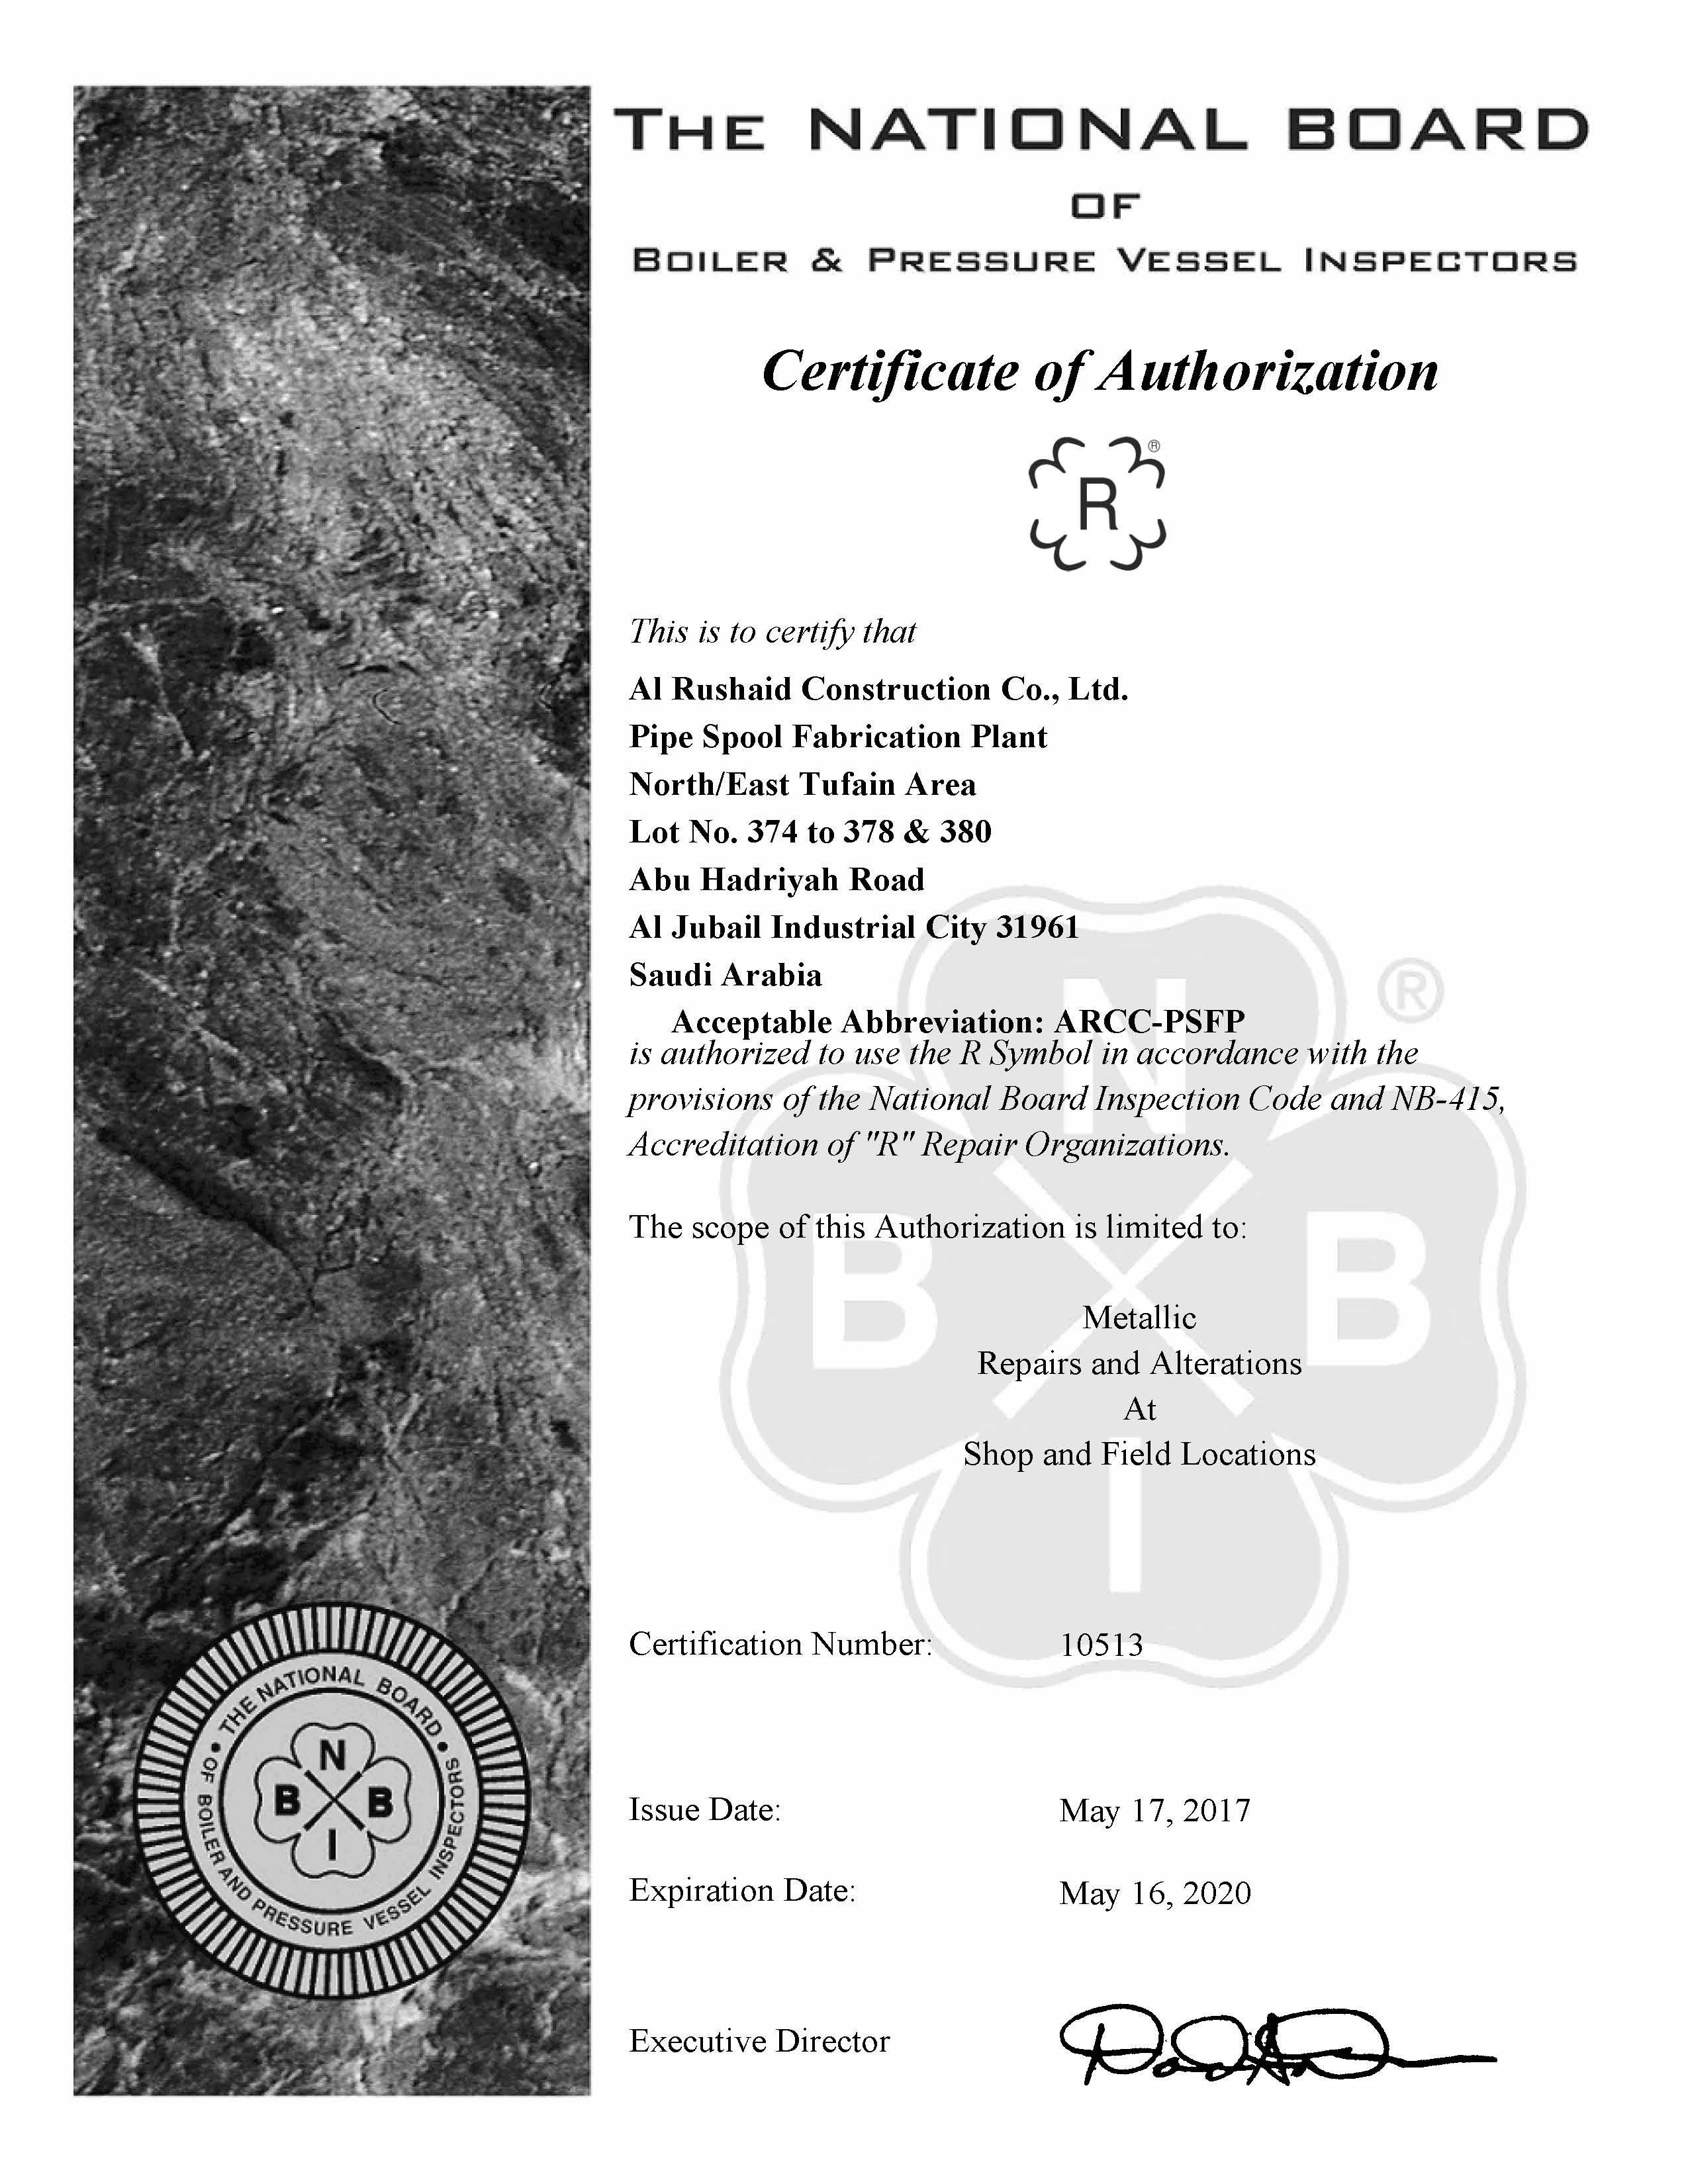 THE NATIONAL BOARD
OF
BOILER & PRESSURE VESSEL INSPECTORS
Certificate of Authorization
R ®
This is to certify that
Al Rushaid Construction Co., Ltd.
Pipe Spool Fabrication Plant
North/East Tufain Area
Lot No. 374 to 378 & 380
Abu Hadriyah Road
Al Jubail Industrial City 31961
Saudi Arabia
Acceptable Abbreviation: ARCC-PSFP
is authorized to use the R Symbol in accordance with the
provisions of the National Board Inspection Code and NB-415,
Accreditation of "R" Repair Organizations.
The scope of this Authorization is limited to:
Metallic
Repairs and Alterations
At
Shop and Field Locations
N ®
B B
I
Certification Number: 10513
Issue Date: May 17, 2017
Expiration Date: May 16, 2020
Executive Director
• THE NATIONAL BOARD •
OF BOILER AND PRESSURE VESSEL INSPECTORS
N
B B
I